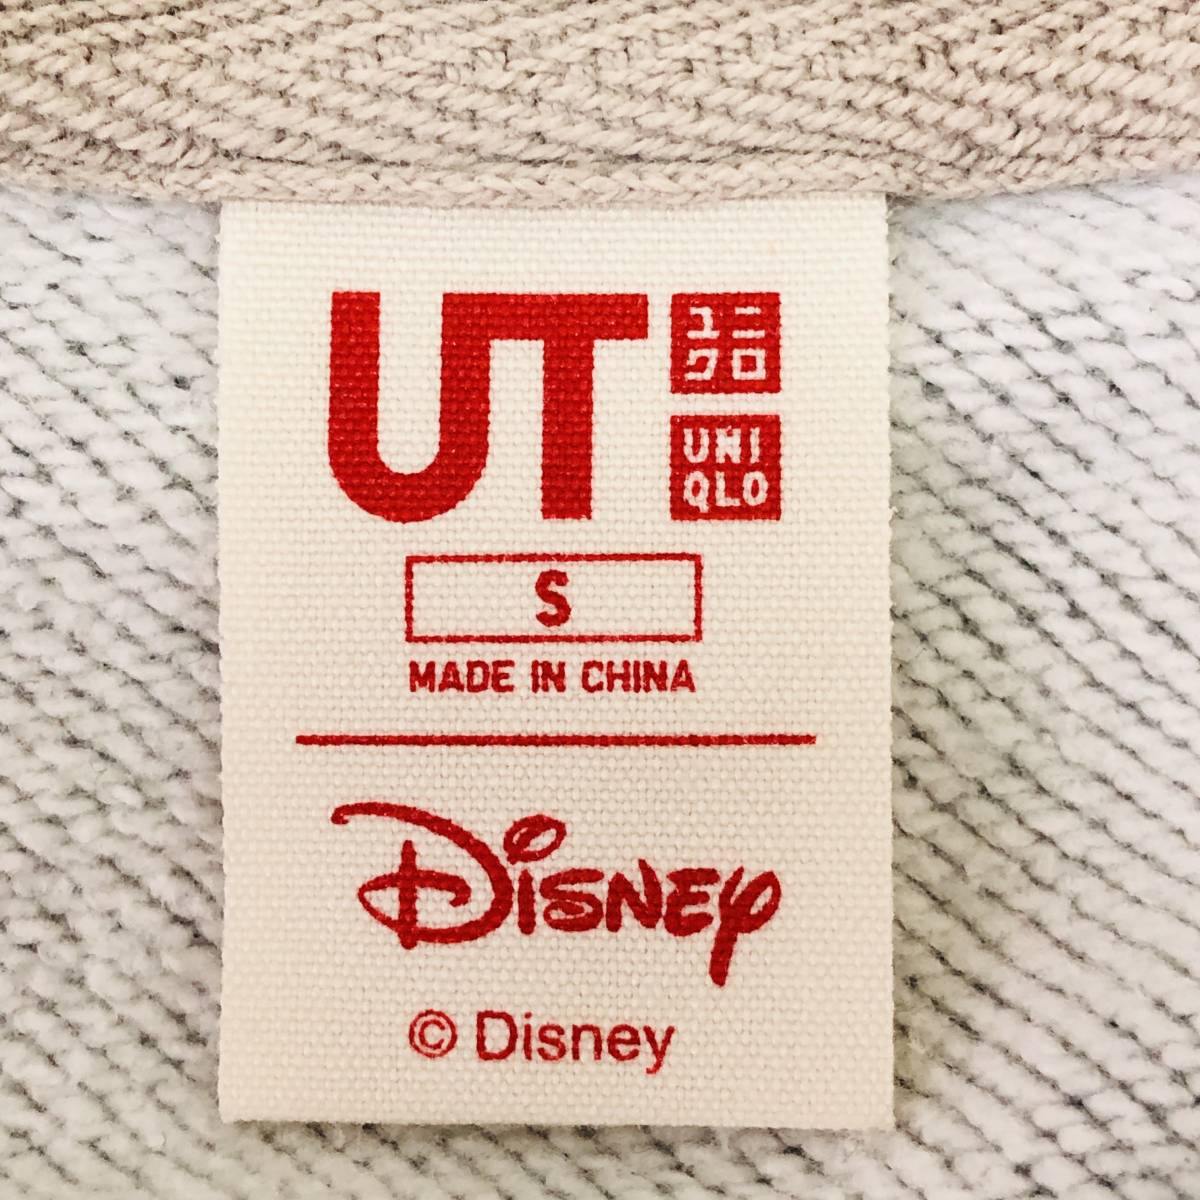 UT
ユニ
クロ
UNI
QLO
S
MADE IN CHINA
Disney
© Disney